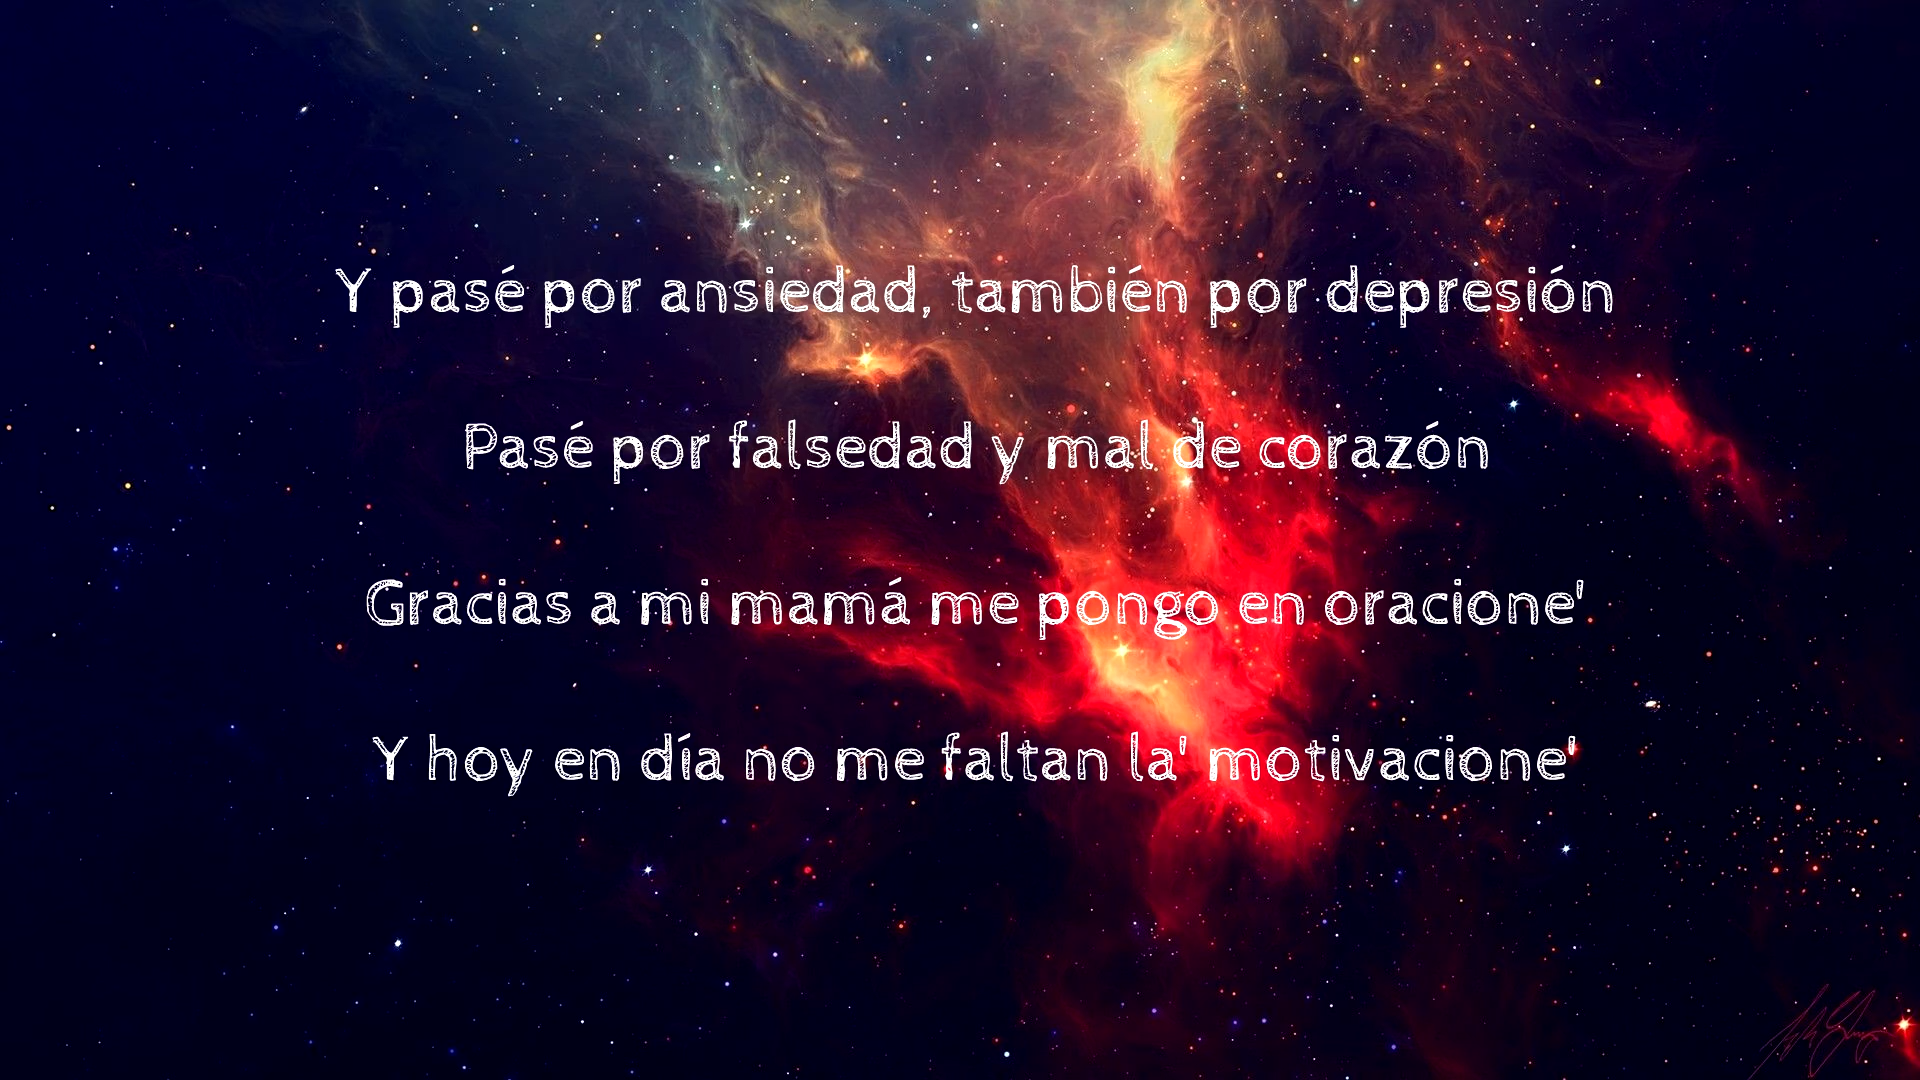 Y pasé por ansiedad, también por depresión
Pasé por falsedad y mal de corazón
Gracias a mi mamá me pongo en oracione'
Y hoy en día no me faltan la' motivacione'